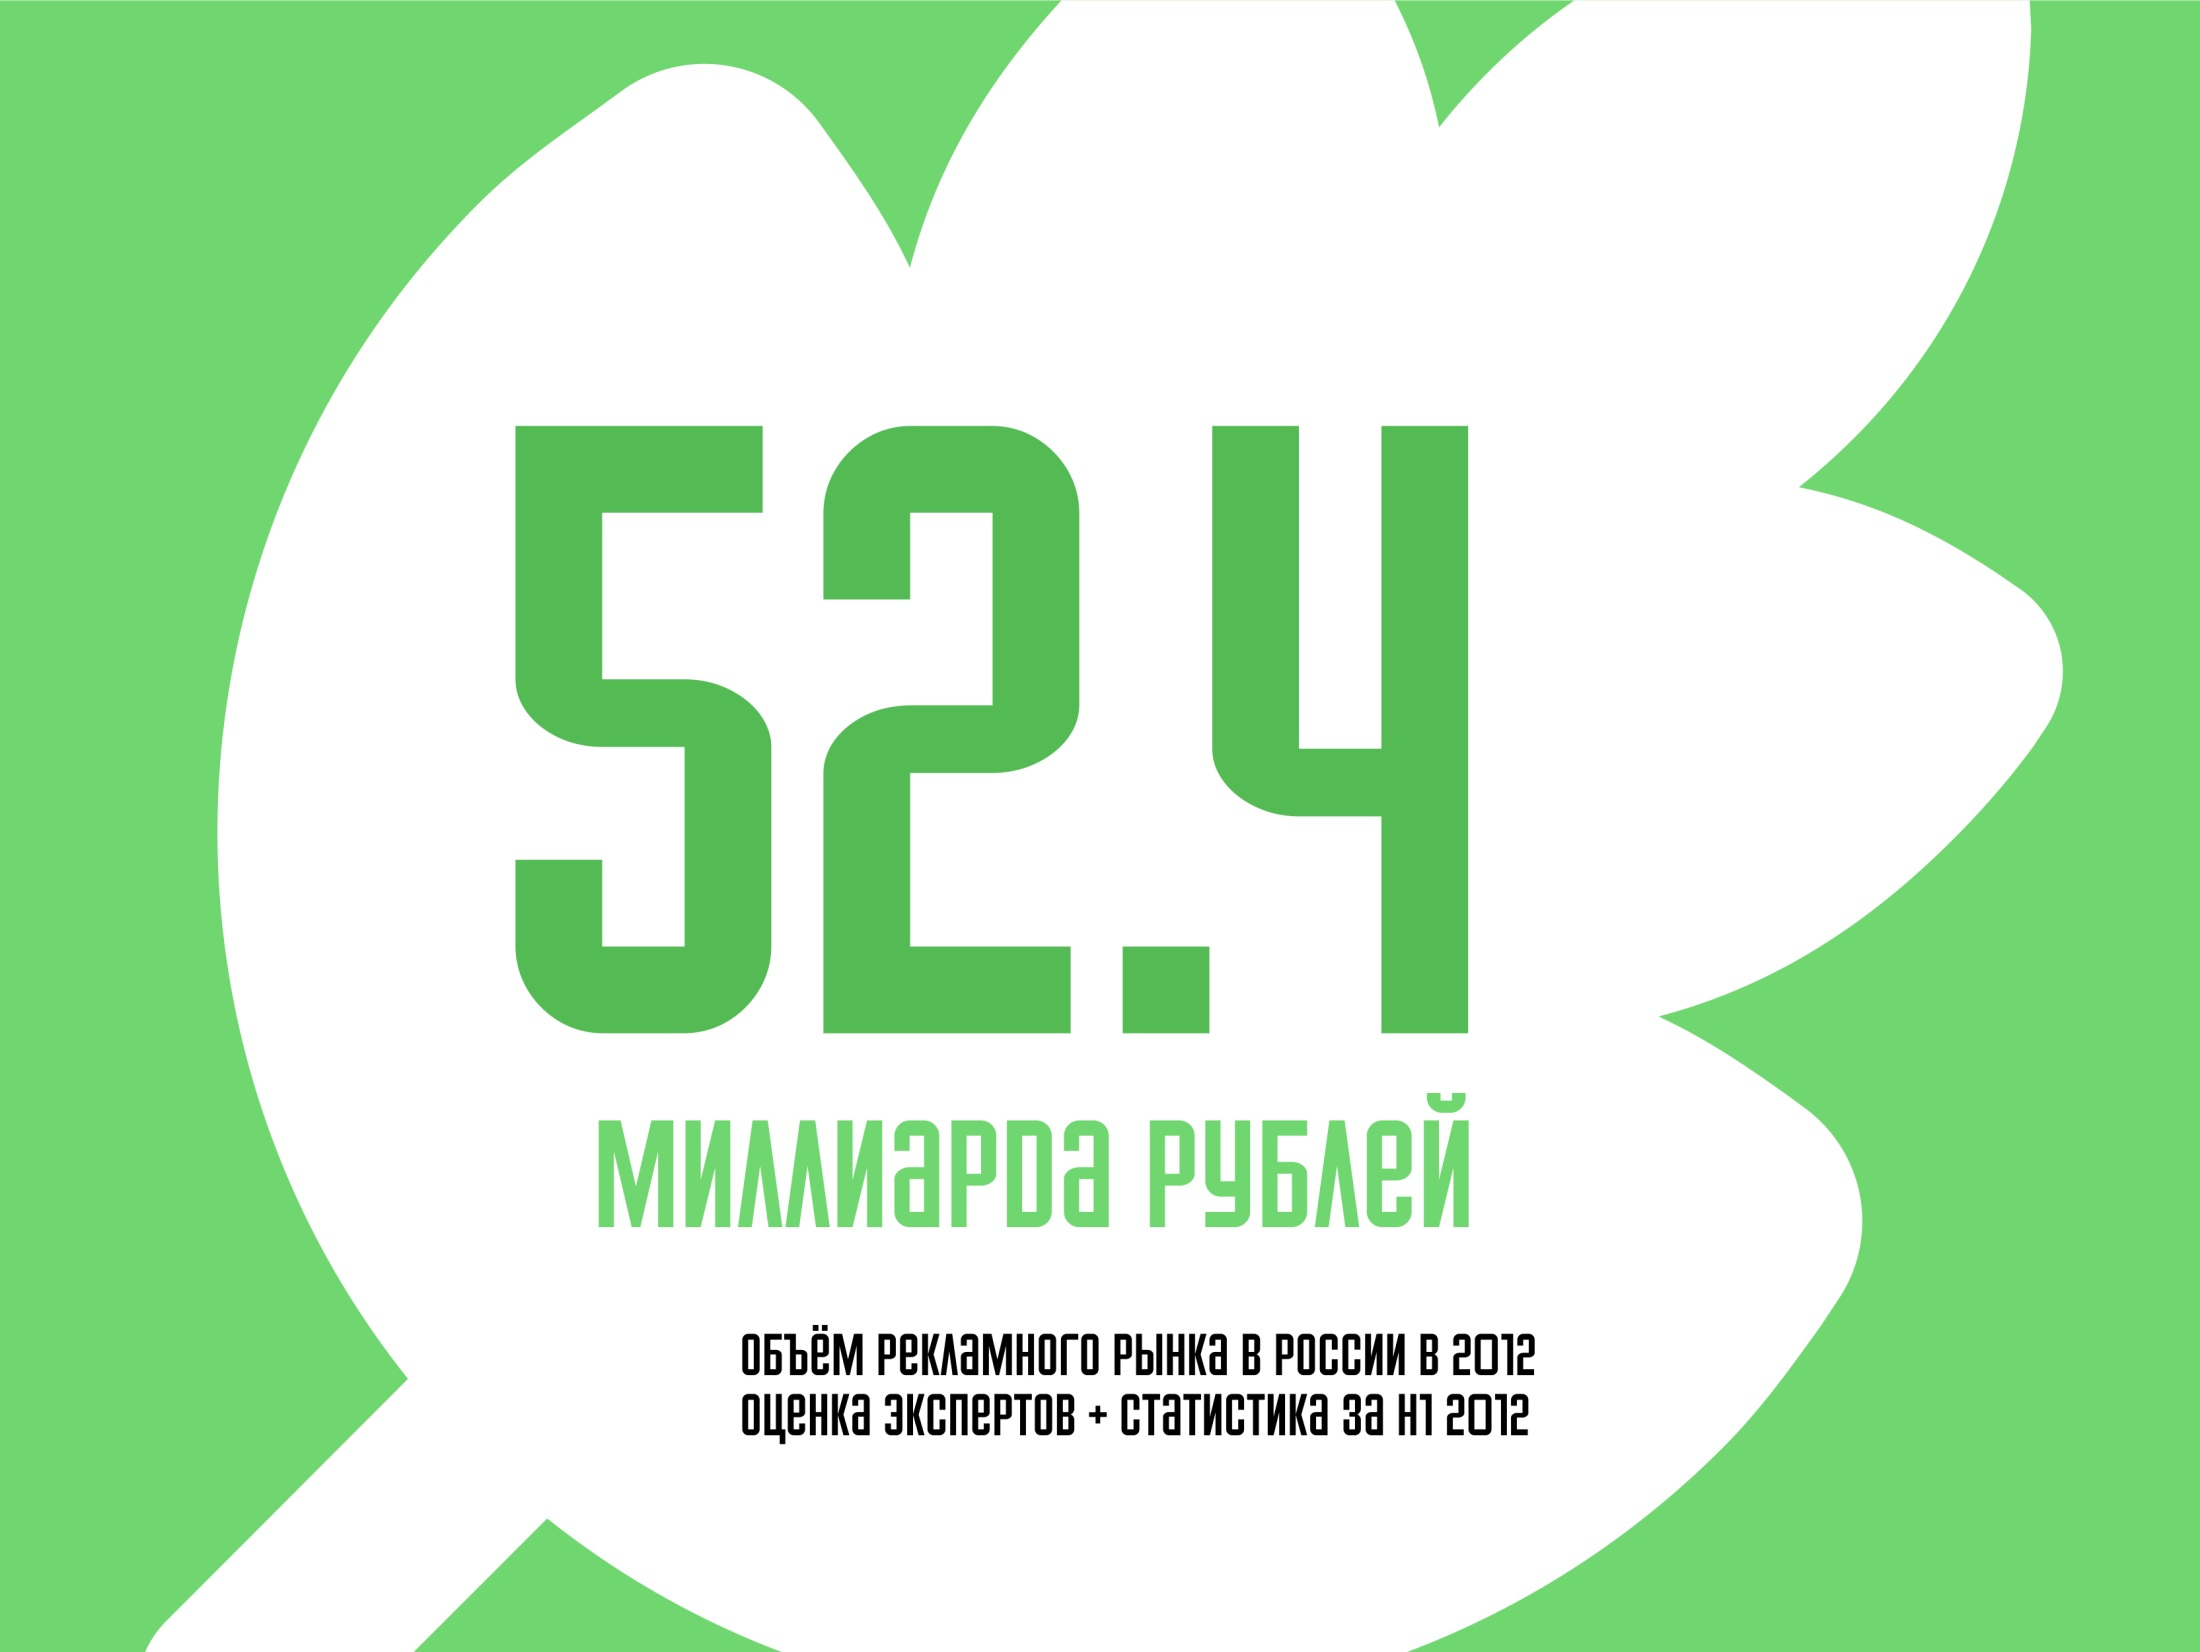 52.4
МИЛЛИАРДА РУБЛЕЙ
ОБЪЁМ РЕКЛАМНОГО РЫНКА В РОССИИ В 2012
ОЦЕНКА ЭКСПЕРТОВ + СТАТИСТИКА ЗА H1 2012